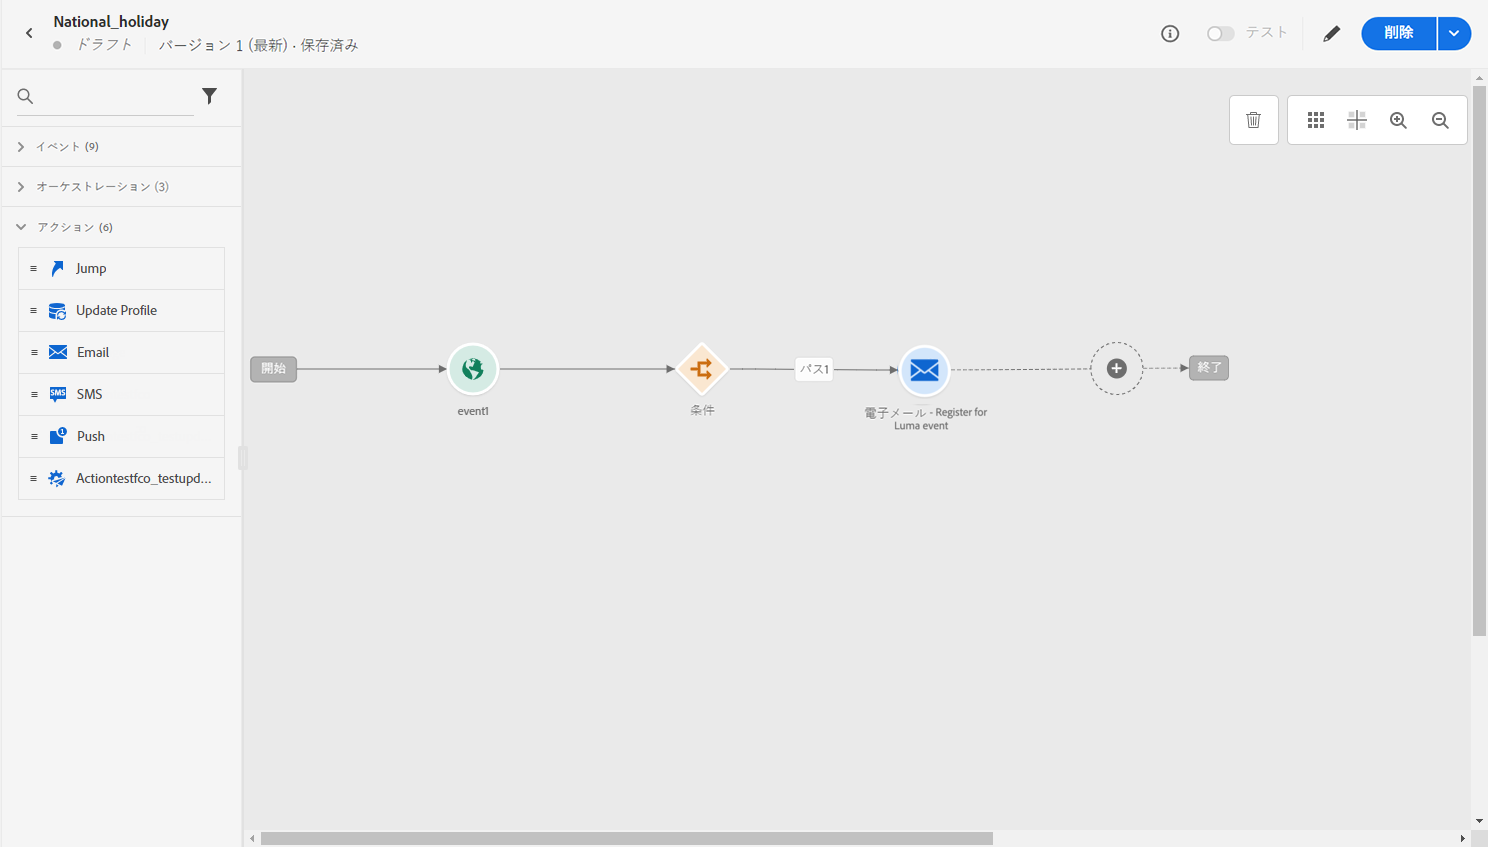 National_holiday
ドラフト
バージョン 1 (最新) · 保存済み
テスト
削除
イベント (9)
オーケストレーション (3)
アクション (6)
Jump
Update Profile
Email
SMS
SMS
1
Push
Actiontestfco_testupd...
開始
event1
条件
パス1
電子メール - Register for
Luma event
終了